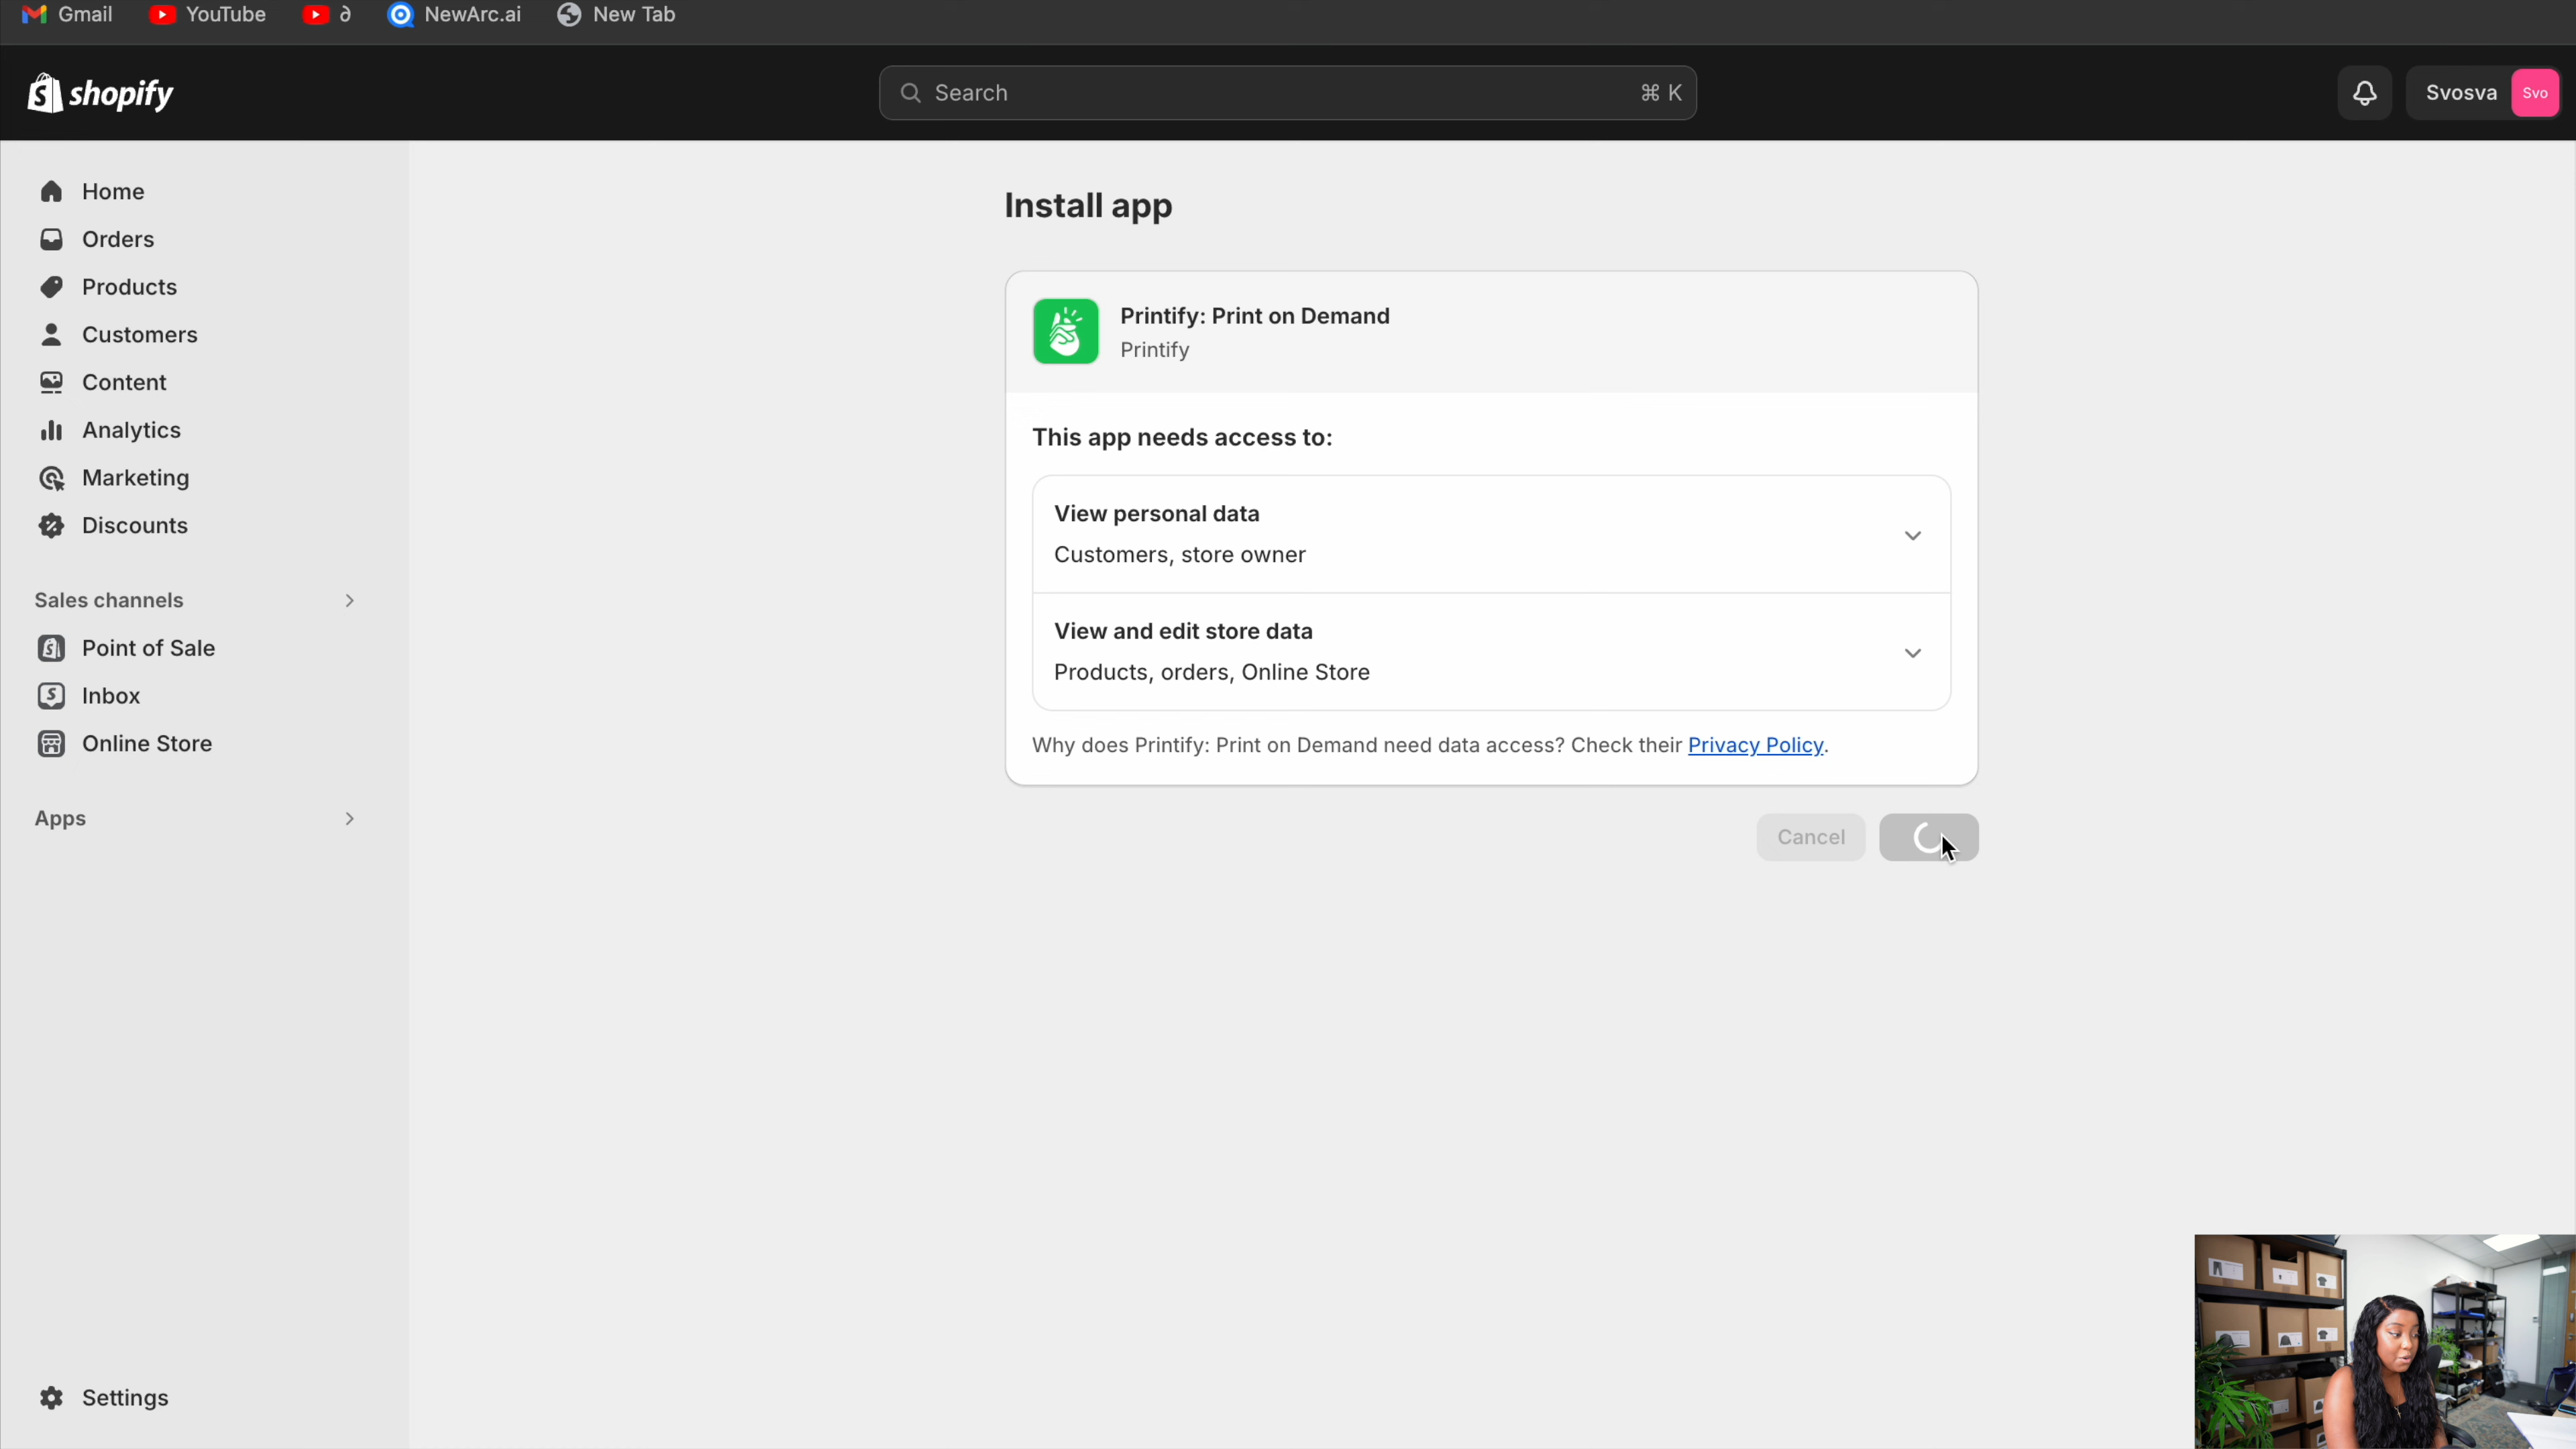 Gmail
YouTube
∂
NewArc.ai
New Tab
shopify
Search
⌘ K
Svosva
Svo
Home
Orders
Products
Customers
Content
Analytics
Marketing
Discounts
Sales channels
Point of Sale
Inbox
Online Store
Apps
Settings
Install app
Printify: Print on Demand
Printify
This app needs access to:
View personal data
Customers, store owner
View and edit store data
Products, orders, Online Store
Why does Printify: Print on Demand need data access? Check their Privacy Policy.
Cancel